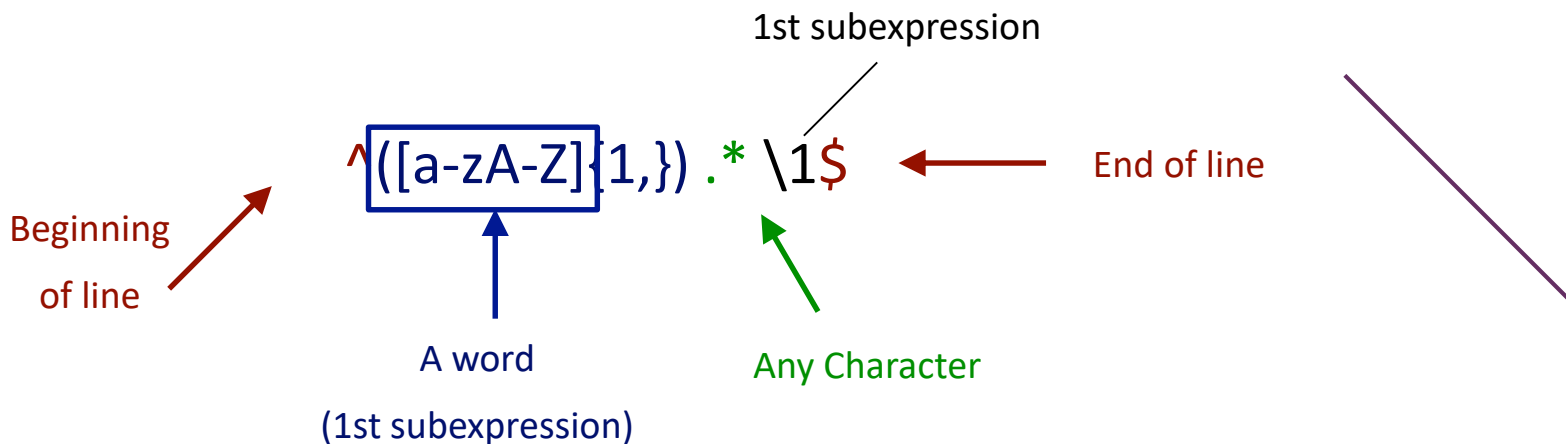 1st subexpression
^([a-zA-Z]{1,}) .* \1$
End of line
Beginning
of line
A word
(1st subexpression)
Any Character